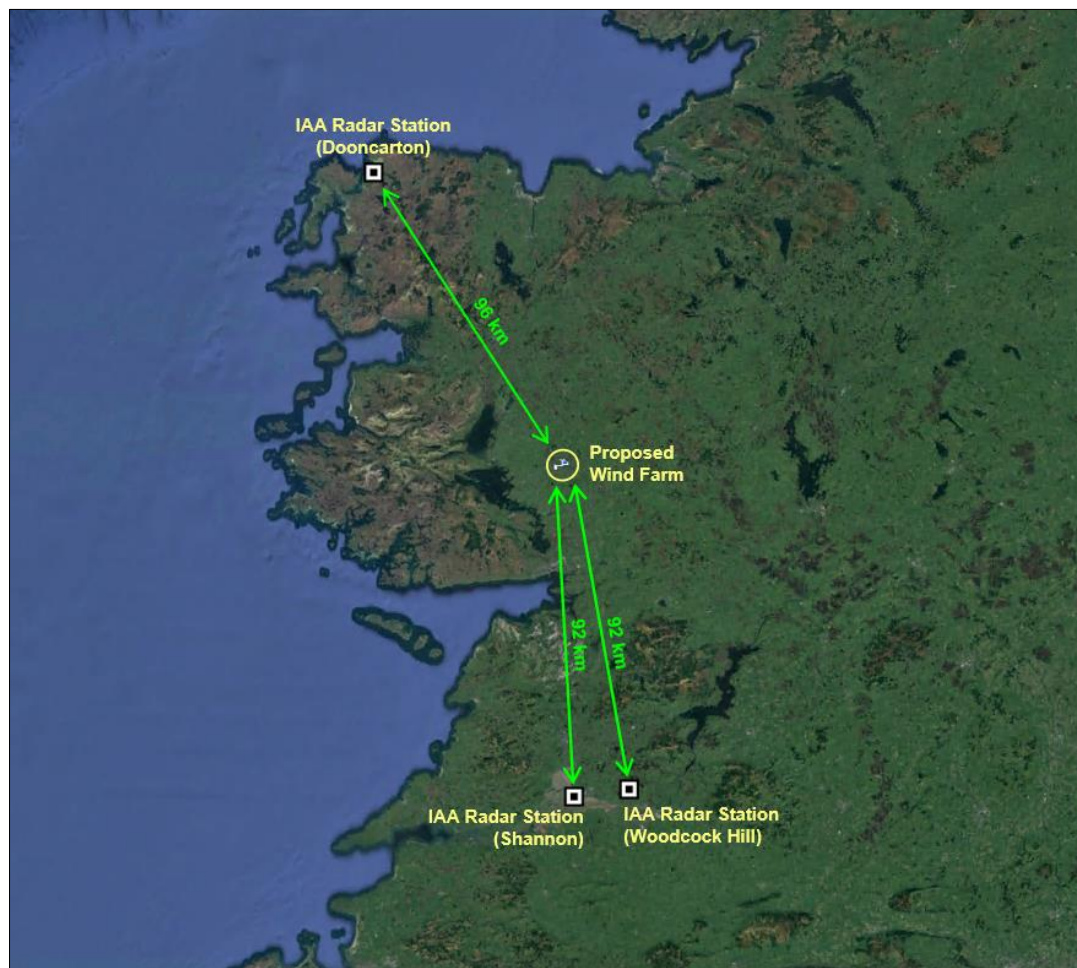 IAA Radar Station
(Dooncarton)
96 km
Proposed
Wind Farm
92 km
92 km
IAA Radar Station
(Shannon)
IAA Radar Station
(Woodcock Hill)